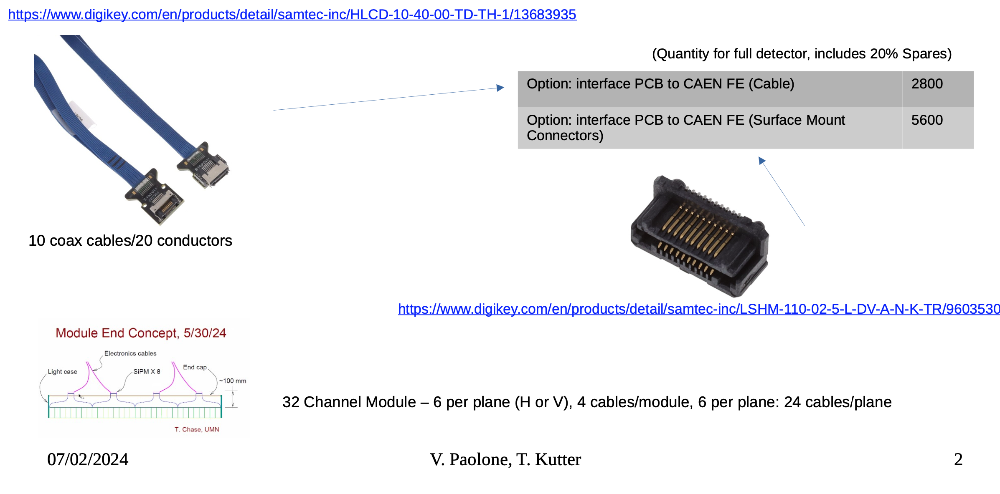 https://www.digikey.com/en/products/detail/samtec-inc/HLCD-10-40-00-TD-TH-1/13683935
(Quantity for full detector, includes 20% Spares)
Option: interface PCB to CAEN FE (Cable) 2800
Option: interface PCB to CAEN FE (Surface Mount 5600
Connectors)
10 coax cables/20 conductors
https://www.digikey.com/en/products/detail/samtec-inc/LSHM-110-02-5-L-DV-A-N-K-TR/9603530
Module End Concept, 5/30/24
Electronics cables
Light case
SiPM X 8
End cap
~100 mm
T. Chase, UMN
32 Channel Module – 6 per plane (H or V), 4 cables/module, 6 per plane: 24 cables/plane
07/02/2024
V. Paolone, T. Kutter
2